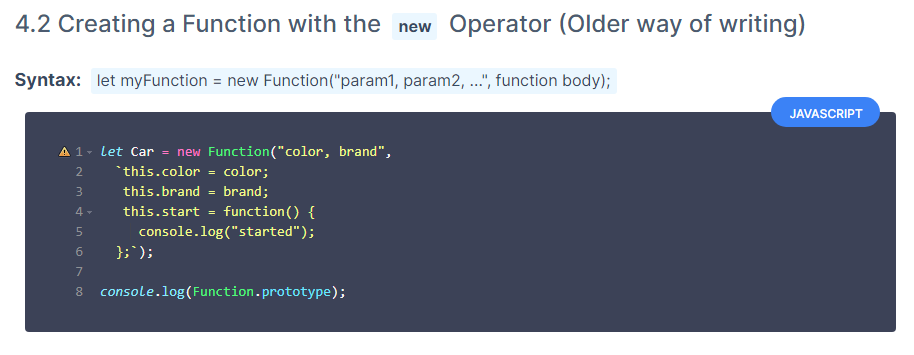 4.2 Creating a Function with the new Operator (Older way of writing)
Syntax: let myFunction = new Function("param1, param2, ...", function body);
JAVASCRIPT
1 let Car = new Function("color, brand",
2 `this.color = color;
3 this.brand = brand;
4 this.start = function() {
5 console.log("started");
6 };`);
7
8 console.log(Function.prototype);